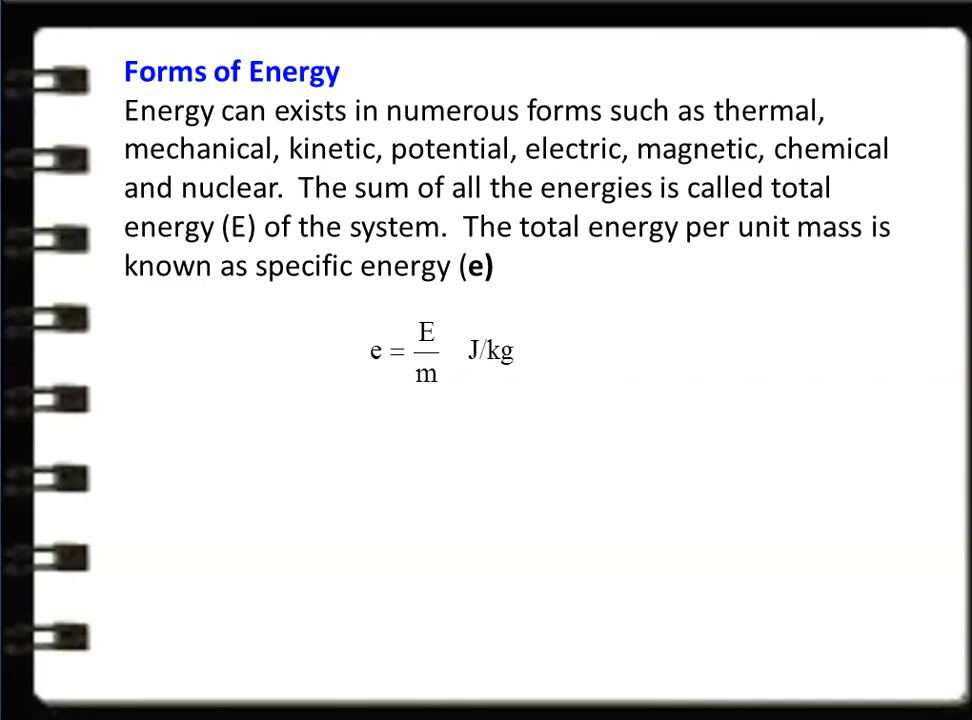 Forms of Energy
Energy can exists in numerous forms such as thermal,
mechanical, kinetic, potential, electric, magnetic, chemical
and nuclear.  The sum of all the energies is called total
energy (E) of the system.  The total energy per unit mass is
known as specific energy (e)
e = E/m J/kg